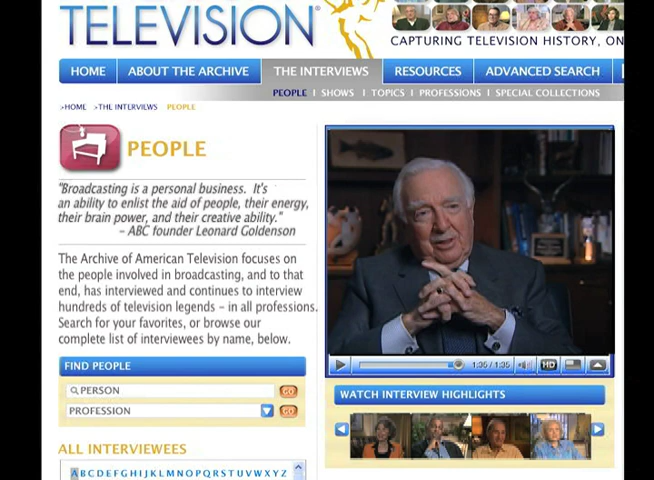 TELEVISION®
CAPTURING TELEVISION HISTORY, ON
HOME
ABOUT THE ARCHIVE
THE INTERVIEWS
RESOURCES
ADVANCED SEARCH
PEOPLE | SHOWS | TOPICS | PROFESSIONS | SPECIAL COLLECTIONS
>HOME >THE INTERVIEWS PEOPLE
PEOPLE
"Broadcasting is a personal business. It's
an ability to enlist the aid of people, their energy,
their brain power, and their creative ability."
– ABC founder Leonard Goldenson
The Archive of American Television focuses on
the people involved in broadcasting, and to that
end, has interviewed and continues to interview
hundreds of television legends – in all professions.
Search for your favorites, or browse our
complete list of interviewees by name, below.
FIND PEOPLE
PERSON GO
PROFESSION GO
ALL INTERVIEWEES
A B C D E F G H I J K L M N O P Q R S T U V W X Y Z
1:35 / 1:35 HD
WATCH INTERVIEW HIGHLIGHTS